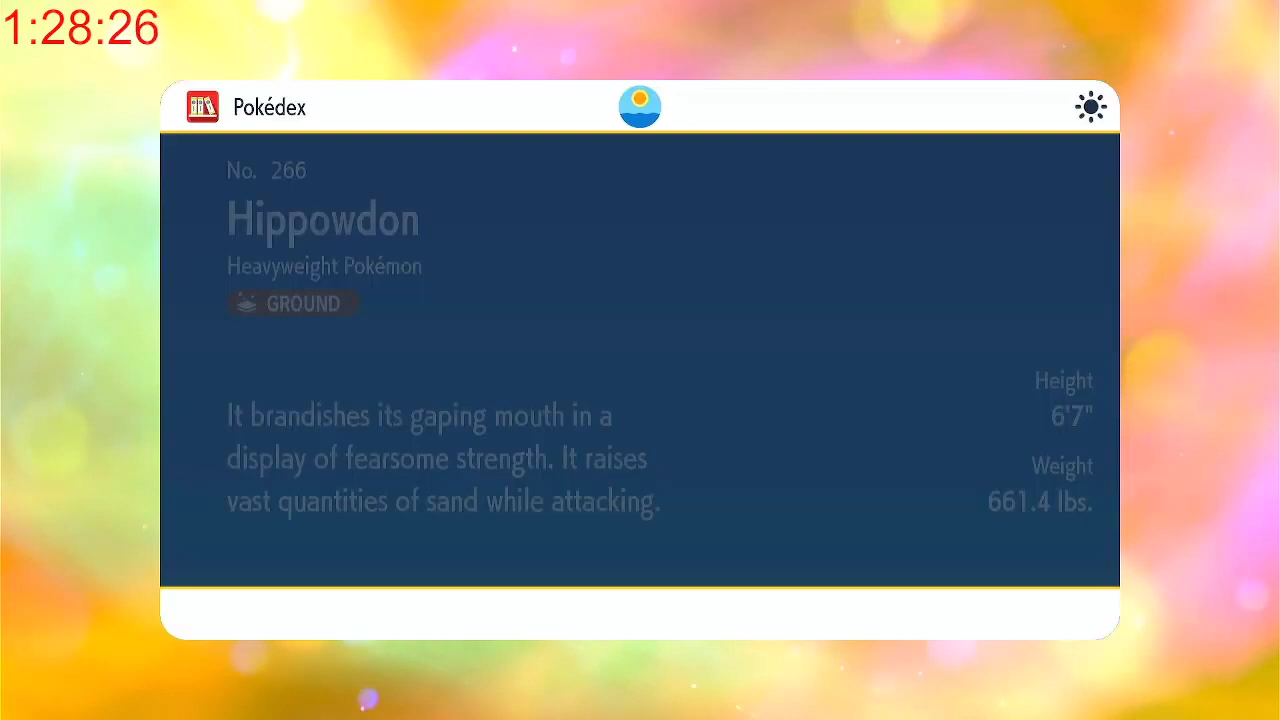 1:28:26
Pokédex
No. 266
Hippowdon
Heavyweight Pokémon
GROUND
It brandishes its gaping mouth in a
display of fearsome strength. It raises
vast quantities of sand while attacking.
Height
6'7"
Weight
661.4 lbs.